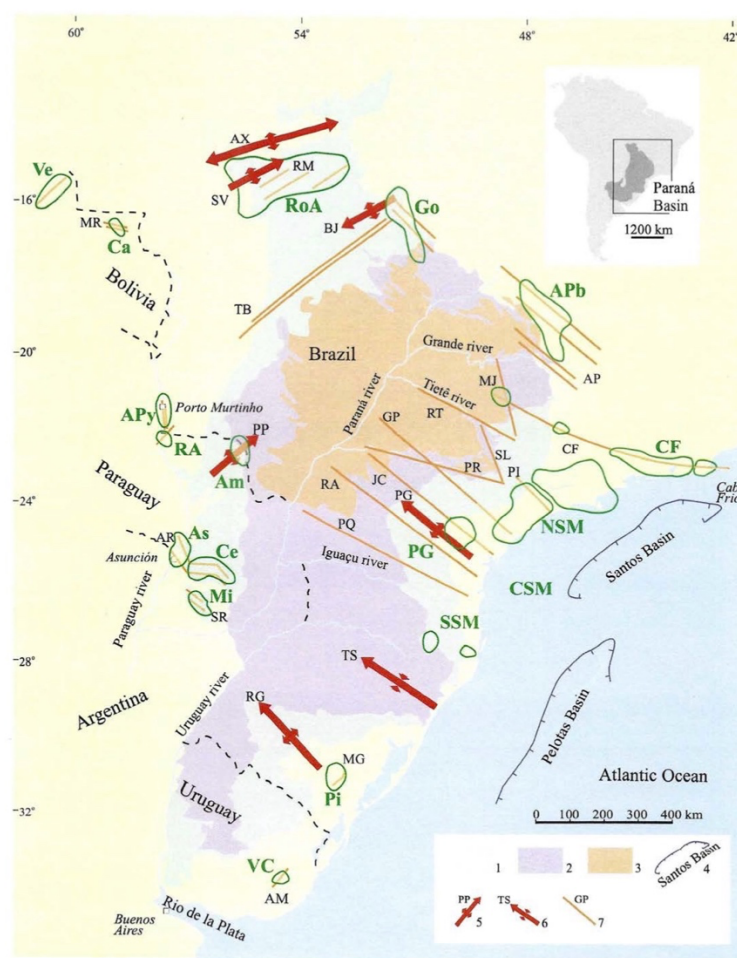 60°
54°
48°
42°
AX
Ve
RM
SV
RoA
Go
16°
MR
Ca
BJ
Paraná
Basin
1200 km
Bolivia
TB
APb
20°
Brazil
Grande river
Paraná river
Tietê river
MJ
AP
APy
Porto Murtinho
GP
RT
PP
RA
Am
SL
CF
CF
PR
PI
24°
Paraguay
RA
JC
PG
NSM
PQ
PG
Santos Basin
AR
As
Asunción
Ce
Iguaçu river
CSM
Paraguay river
Mi
SR
SSM
28°
TS
RG
Argentina
Uruguay river
Pelotas Basin
MG
Atlantic Ocean
Pi
32°
Uruguay
0 100 200 300 400 km
VC
AM
Buenos
Aires
Rio de la Plata
1 2 3 Santos Basin 4
PP 5 TS 6 GP 7